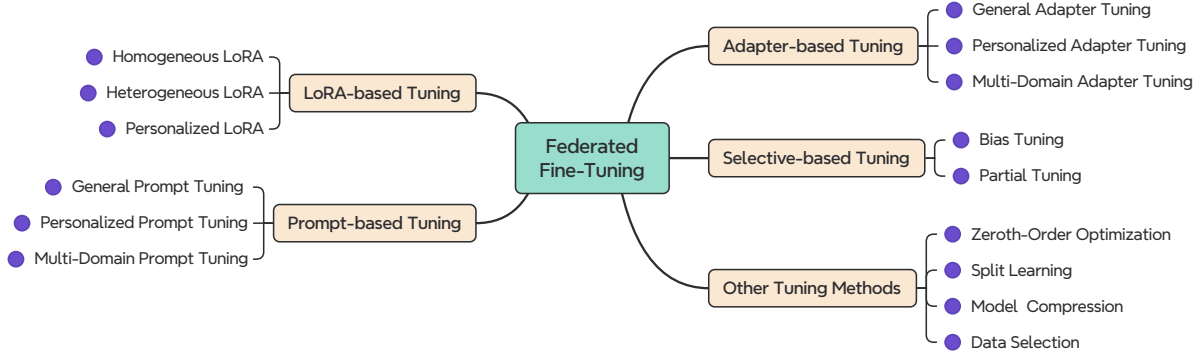 Federated
Fine-Tuning
LoRA-based Tuning
Homogeneous LoRA
Heterogeneous LoRA
Personalized LoRA
Prompt-based Tuning
General Prompt Tuning
Personalized Prompt Tuning
Multi-Domain Prompt Tuning
Adapter-based Tuning
General Adapter Tuning
Personalized Adapter Tuning
Multi-Domain Adapter Tuning
Selective-based Tuning
Bias Tuning
Partial Tuning
Other Tuning Methods
Zeroth-Order Optimization
Split Learning
Model Compression
Data Selection